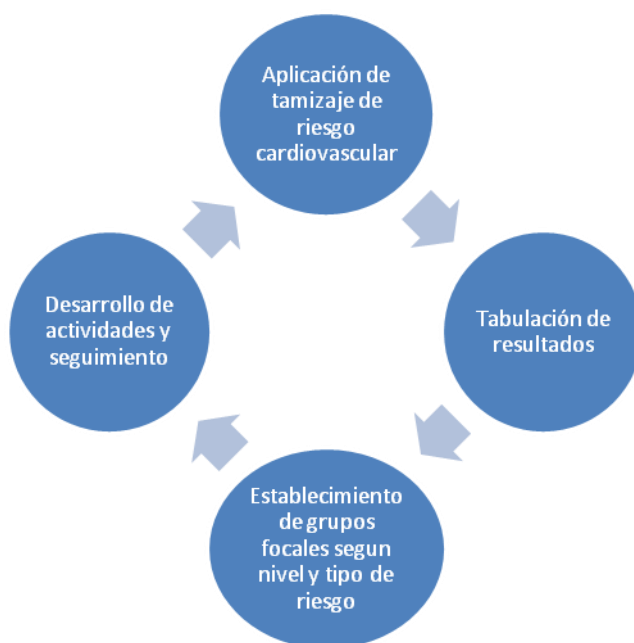 Aplicación de
tamizaje de
riesgo
cardiovascular
Tabulación de
resultados
Establecimiento
de grupos
focales segun
nivel y tipo de
riesgo
Desarrollo de
actividades y
seguimiento